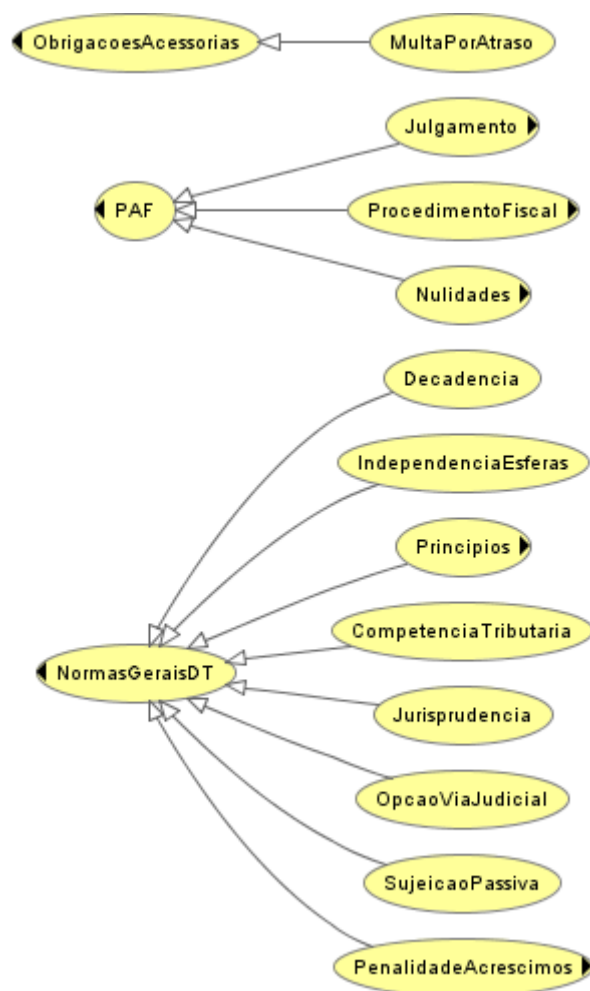 ObrigacoesAcessorias
MultaPorAtraso
Julgamento
PAF
ProcedimentoFiscal
Nulidades
Decadencia
IndependenciaEsferas
Principios
CompetenciaTributaria
NormasGeraisDT
Jurisprudencia
OpcaoViaJudicial
SujeicaoPassiva
PenalidadeAcrescimos